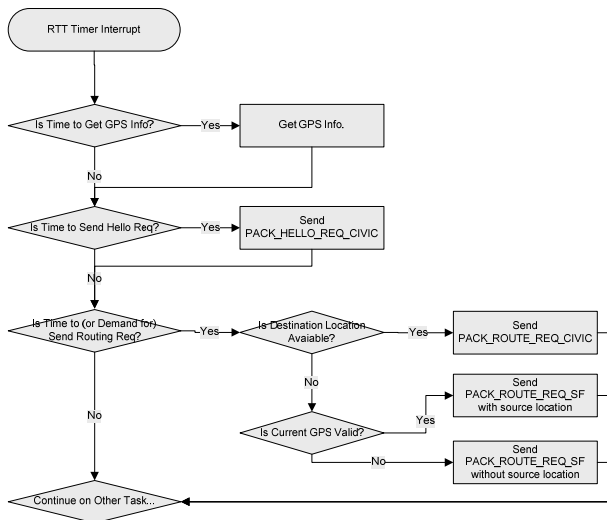 RTT Timer Interrupt
Is Time to Get GPS Info?
Yes
Get GPS Info.
No
Is Time to Send Hello Req?
Yes
Send
PACK_HELLO_REQ_CIVIC
No
Is Time to (or Demand for)
Send Routing Req?
Yes
Is Destination Location
Avaiable?
Yes
Send
PACK_ROUTE_REQ_CIVIC
No
Send
PACK_ROUTE_REQ_SF
with source location
No
Yes
Is Current GPS Valid?
No
Send
PACK_ROUTE_REQ_SF
without source location
Continue on Other Task...